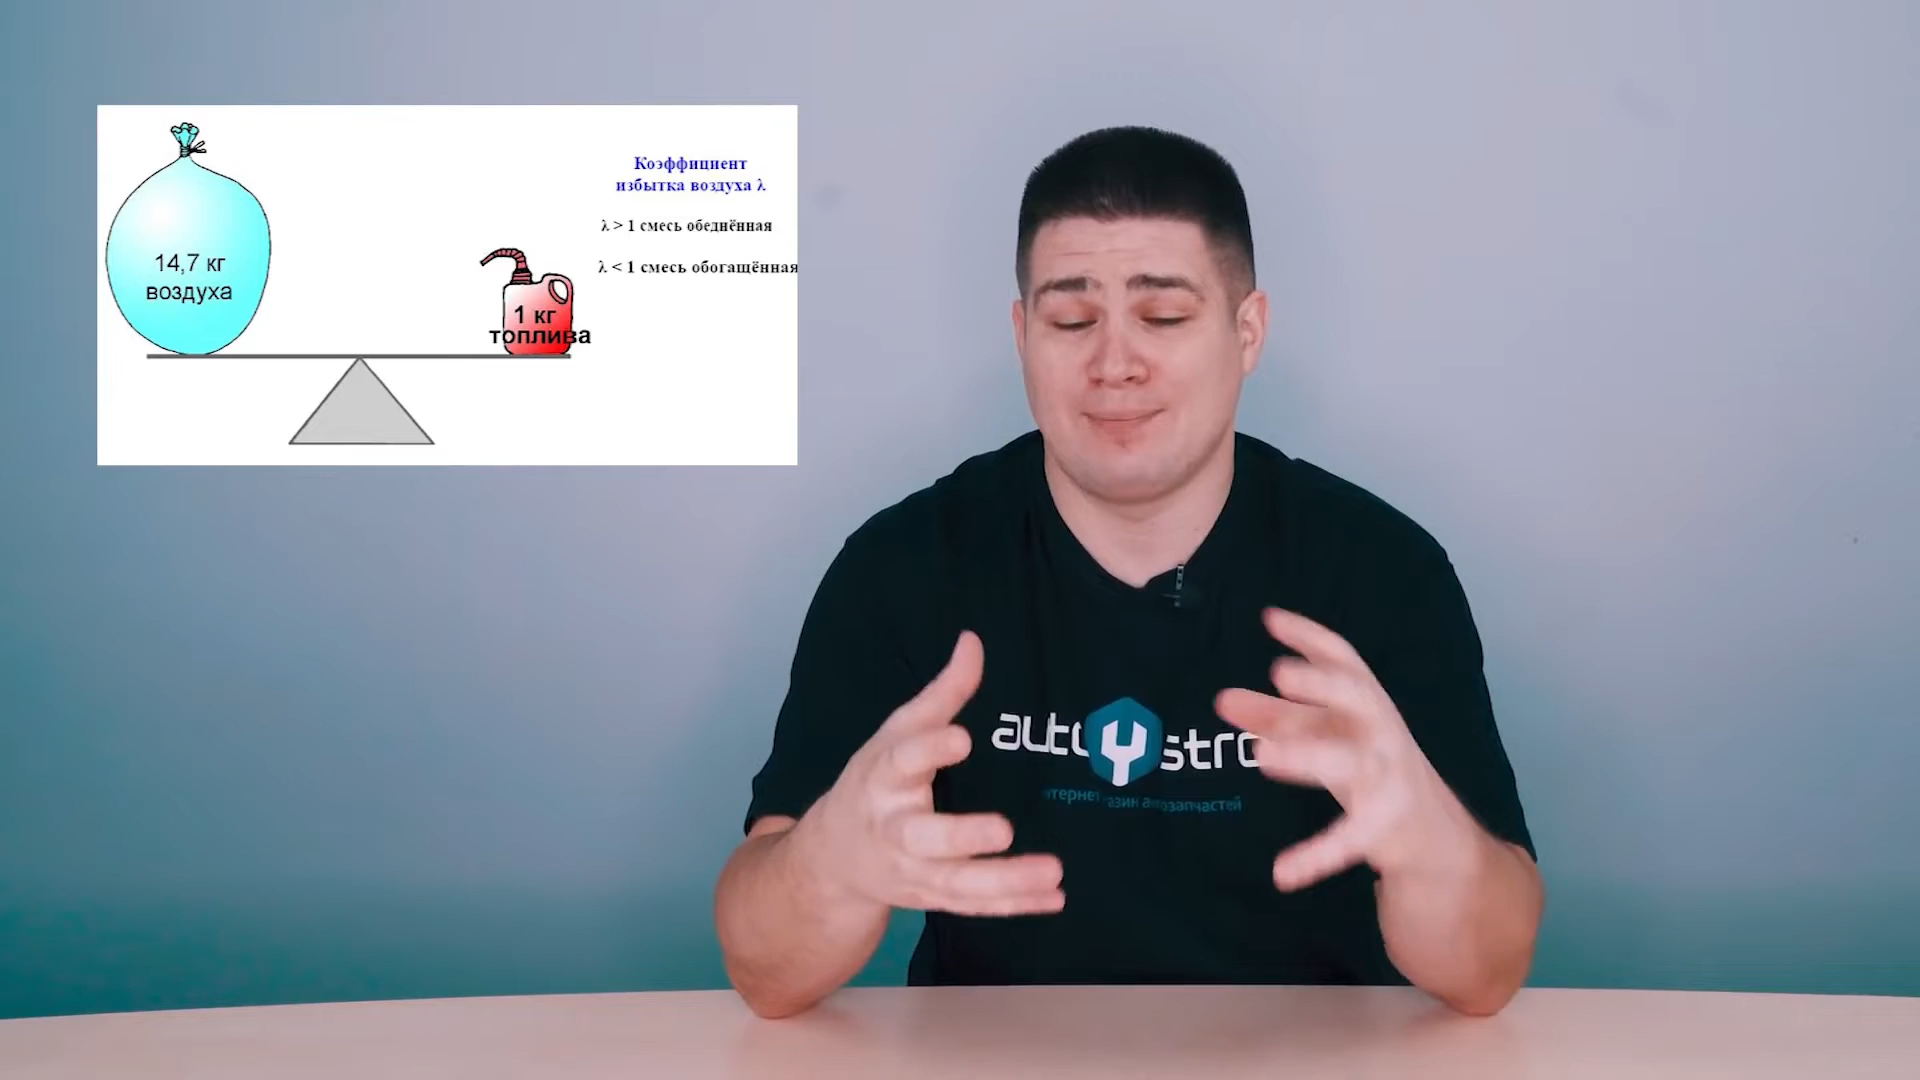 14,7 кг
воздуха
1 кг
топлива
Коэффициент
избытка воздуха λ
λ > 1 смесь обеднённая
λ < 1 смесь обогащённая
auto
stro